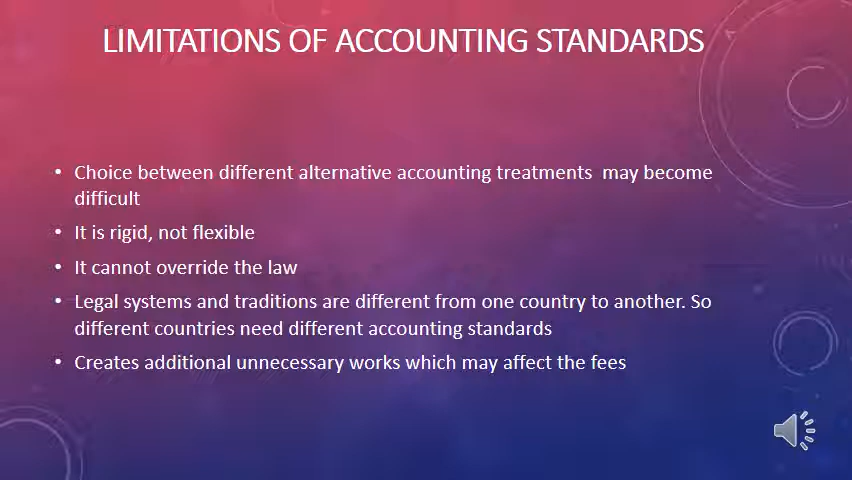 LIMITATIONS OF ACCOUNTING STANDARDS
• Choice between different alternative accounting treatments  may become
difficult
• It is rigid, not flexible
• It cannot override the law
• Legal systems and traditions are different from one country to another. So
different countries need different accounting standards
• Creates additional unnecessary works which may affect the fees